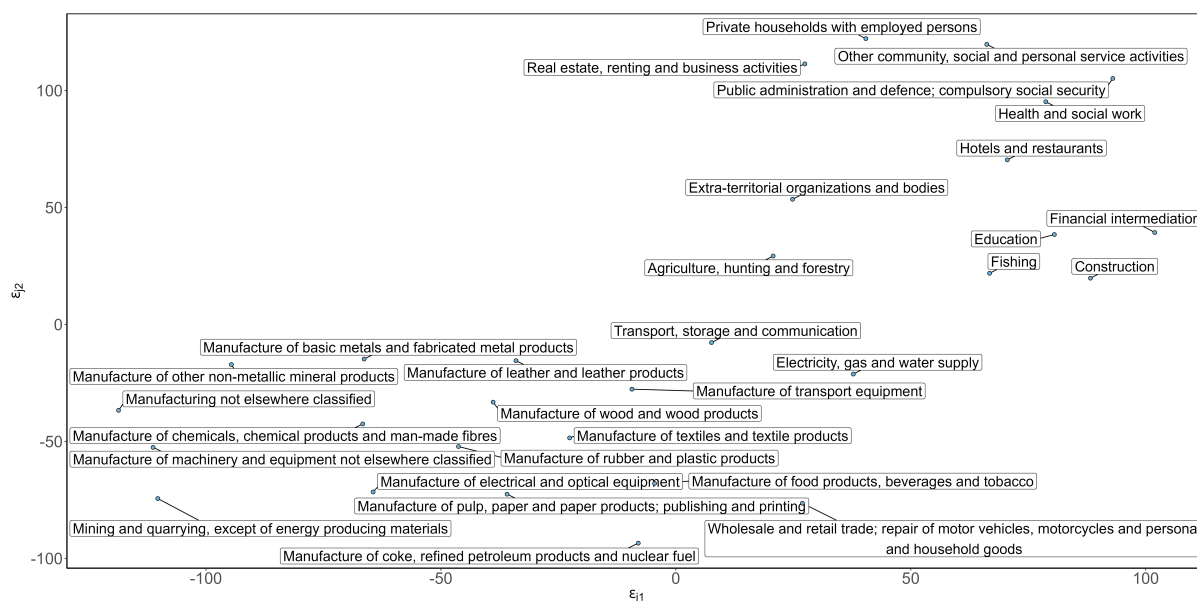 Private households with employed persons
Other community, social and personal service activities
Real estate, renting and business activities
100
Public administration and defence; compulsory social security
Health and social work
Hotels and restaurants
Extra-territorial organizations and bodies
50
Financial intermediation
Education
Fishing
Construction
Agriculture, hunting and forestry
εj2
0
Transport, storage and communication
Manufacture of basic metals and fabricated metal products
Electricity, gas and water supply
Manufacture of leather and leather products
Manufacture of other non-metallic mineral products
Manufacture of transport equipment
Manufacturing not elsewhere classified
Manufacture of wood and wood products
Manufacture of chemicals, chemical products and man-made fibres
Manufacture of textiles and textile products
-50
Manufacture of machinery and equipment not elsewhere classified
Manufacture of rubber and plastic products
Manufacture of electrical and optical equipment
Manufacture of food products, beverages and tobacco
Manufacture of pulp, paper and paper products; publishing and printing
Mining and quarrying, except of energy producing materials
Wholesale and retail trade; repair of motor vehicles, motorcycles and persona
and household goods
Manufacture of coke, refined petroleum products and nuclear fuel
-100
-100
-50
0
50
100
εj1